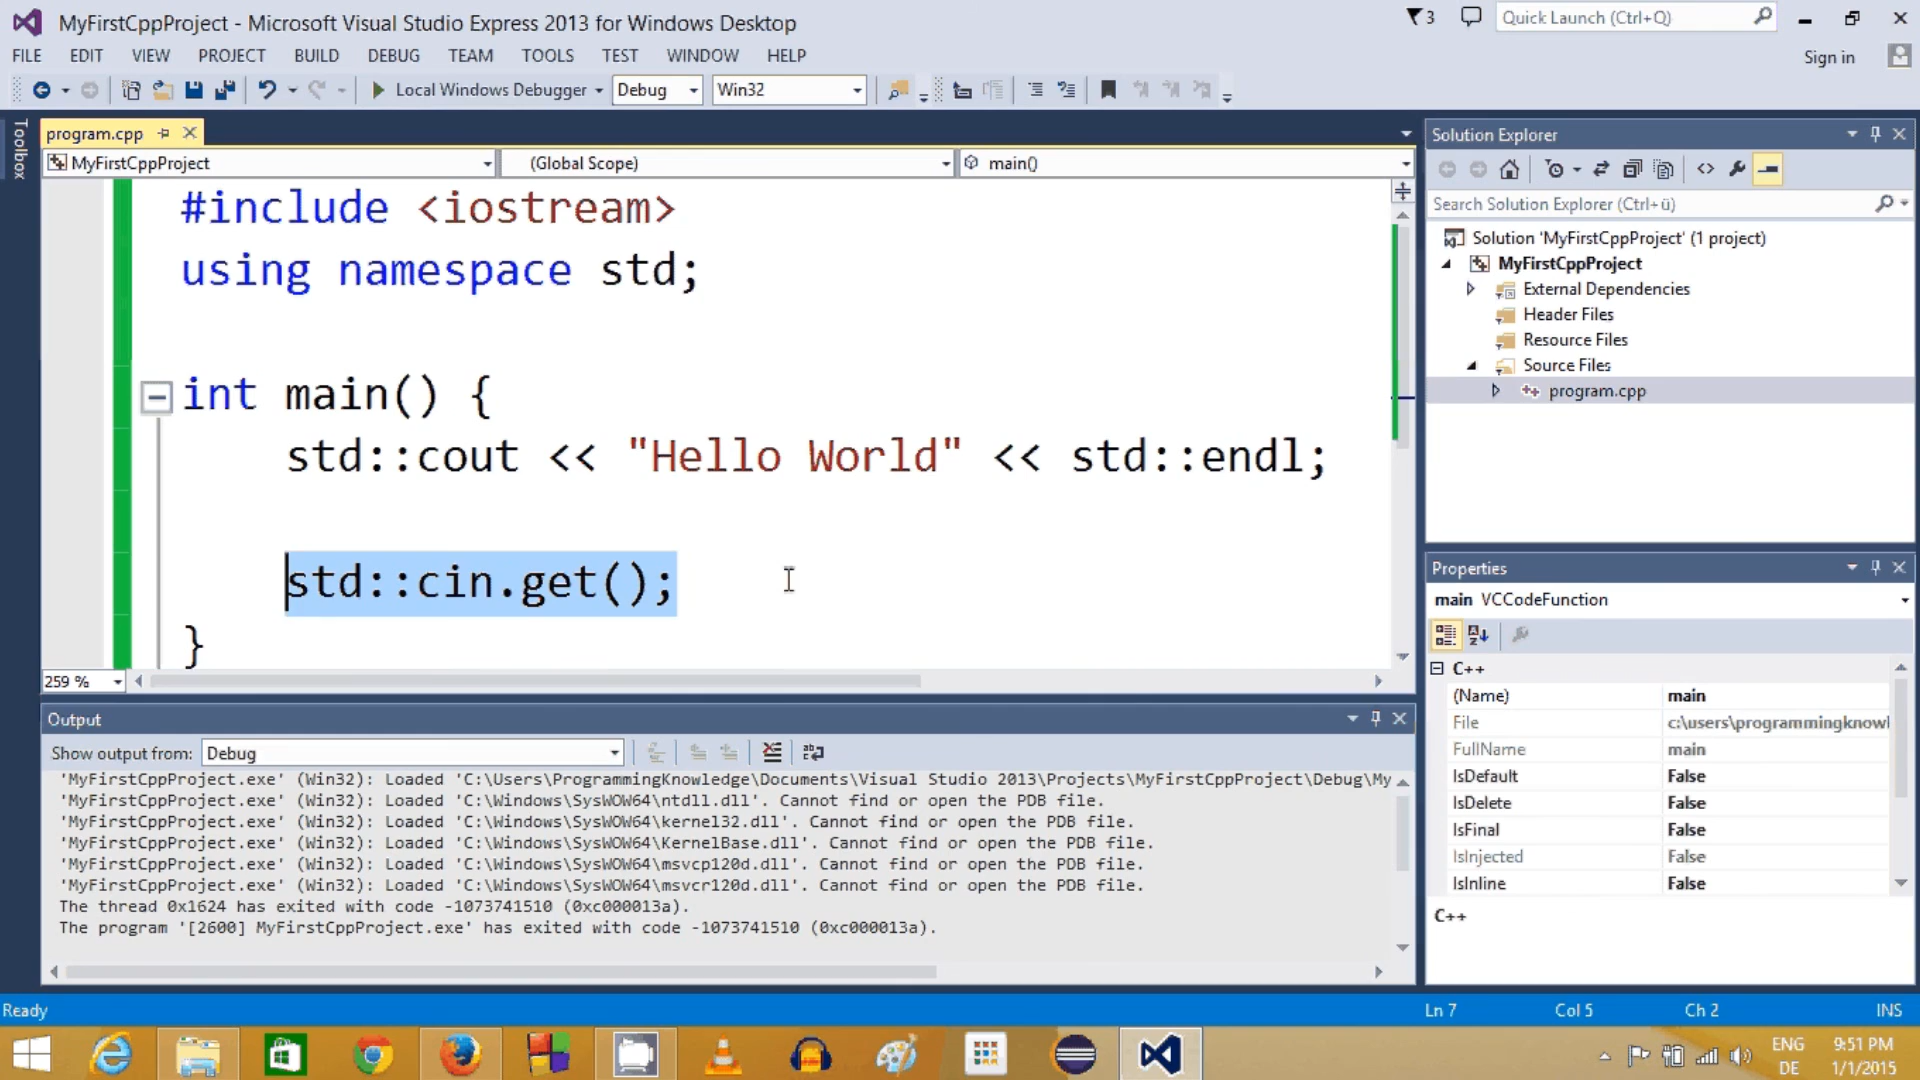 MyFirstCppProject - Microsoft Visual Studio Express 2013 for Windows Desktop
3
Quick Launch (Ctrl+Q)
FILE EDIT VIEW PROJECT BUILD DEBUG TEAM TOOLS TEST WINDOW HELP
Sign in
Local Windows Debugger Debug Win32
Toolbox
program.cpp
MyFirstCppProject (Global Scope) main()
#include <iostream>
using namespace std;
int main() {
std::cout << "Hello World" << std::endl;
std::cin.get();
}
259 %
Output
Show output from: Debug
'MyFirstCppProject.exe' (Win32): Loaded 'C:\Users\ProgrammingKnowledge\Documents\Visual Studio 2013\Projects\MyFirstCppProject\Debug\My
'MyFirstCppProject.exe' (Win32): Loaded 'C:\Windows\SysWOW64\ntdll.dll'. Cannot find or open the PDB file.
'MyFirstCppProject.exe' (Win32): Loaded 'C:\Windows\SysWOW64\kernel32.dll'. Cannot find or open the PDB file.
'MyFirstCppProject.exe' (Win32): Loaded 'C:\Windows\SysWOW64\KernelBase.dll'. Cannot find or open the PDB file.
'MyFirstCppProject.exe' (Win32): Loaded 'C:\Windows\SysWOW64\msvcp120d.dll'. Cannot find or open the PDB file.
'MyFirstCppProject.exe' (Win32): Loaded 'C:\Windows\SysWOW64\msvcr120d.dll'. Cannot find or open the PDB file.
The thread 0x1624 has exited with code -1073741510 (0xc000013a).
The program '[2600] MyFirstCppProject.exe' has exited with code -1073741510 (0xc000013a).
Solution Explorer
Search Solution Explorer (Ctrl+ü)
Solution 'MyFirstCppProject' (1 project)
MyFirstCppProject
External Dependencies
Header Files
Resource Files
Source Files
program.cpp
Properties
main VCCodeFunction
C++
(Name) main
File c:\users\programmingknowl
FullName main
IsDefault False
IsDelete False
IsFinal False
IsInjected False
IsInline False
C++
Ready
Ln 7 Col 5 Ch 2 INS
ENG
DE
9:51 PM
1/1/2015